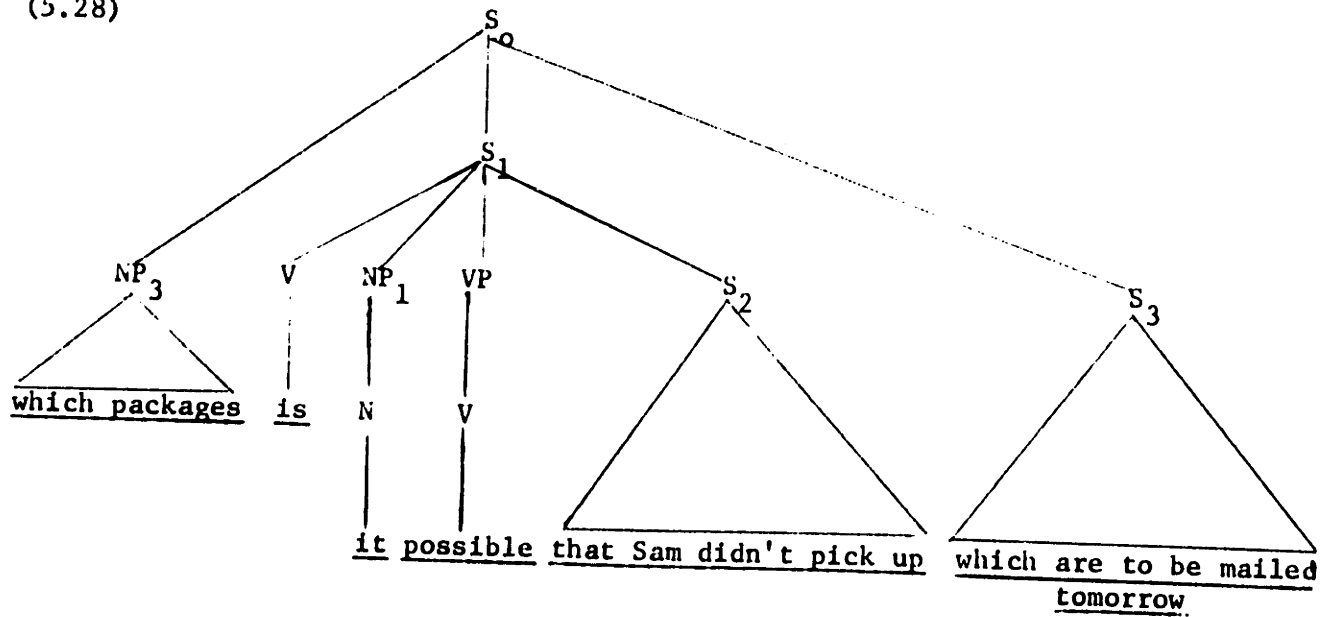 (5.28)
S₀
S₁
NP₃ V NP₁ VP S₂ S₃
which packages is N V
it possible that Sam didn't pick up which are to be mailed
tomorrow